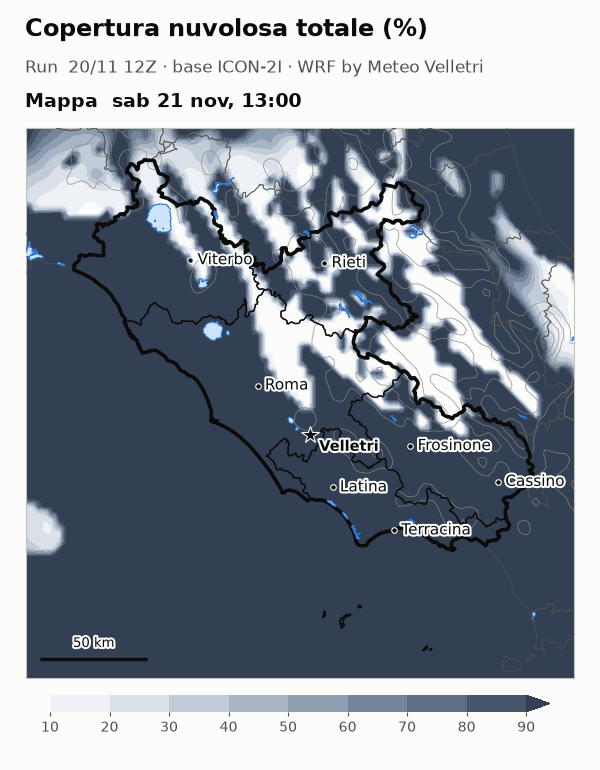 Copertura nuvolosa totale (%)
Run  20/11 12Z · base ICON-2I · WRF by Meteo Velletri
Mappa  sab 21 nov, 13:00
Viterbo
Rieti
Roma
Velletri
Frosinone
Cassino
Latina
Terracina
50 km
10 20 30 40 50 60 70 80 90